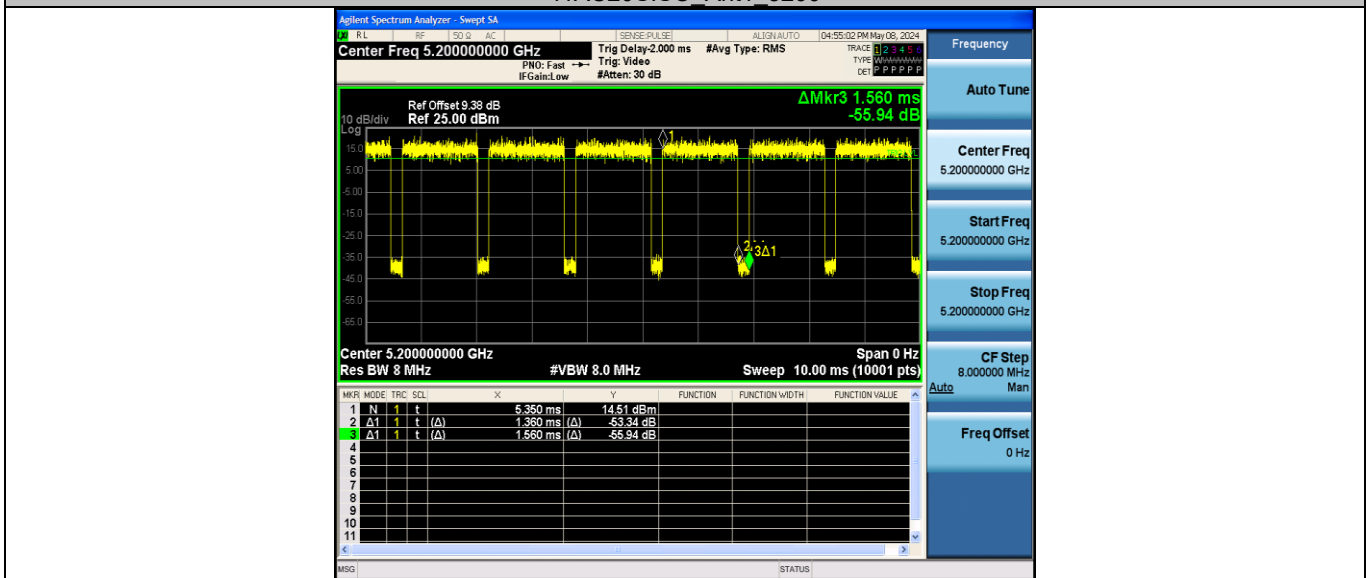 Agilent Spectrum Analyzer - Swept SA
RL RF 50 Ω AC SENSE:PULSE ALIGN AUTO 04:55:02 PM May 08, 2024
Center Freq 5.200000000 GHz Trig Delay-2.000 ms #Avg Type: RMS TRACE 1 2 3 4 5 6
PNO: Fast Trig: Video TYPE
IFGain:Low #Atten: 30 dB DET P P P P P P
Frequency
Auto Tune
Center Freq
5.200000000 GHz
Start Freq
5.200000000 GHz
Stop Freq
5.200000000 GHz
CF Step
8.000000 MHz
Auto Man
Freq Offset
0 Hz
ΔMkr3 1.560 ms
-55.94 dB
Ref Offset 9.38 dB
10 dB/div Ref 25.00 dBm
Log
15.0
5.00
-5.00
-15.0
-25.0
-35.0
-45.0
-55.0
-65.0
1
3Δ1
Center 5.200000000 GHz Span 0 Hz
Res BW 8 MHz #VBW 8.0 MHz Sweep 10.00 ms (10001 pts)
MKR MODE TRC SCL X Y FUNCTION FUNCTION WIDTH FUNCTION VALUE
1 N 1 t 5.350 ms 14.51 dBm
2 Δ1 1 t (Δ) 1.360 ms (Δ) -53.34 dB
3 Δ1 1 t (Δ) 1.560 ms (Δ) -55.94 dB
4
5
6
7
8
9
10
11
MSG STATUS